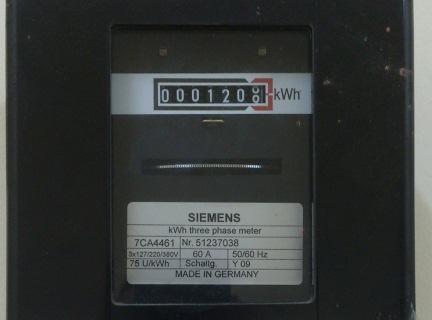 000120 kWh
SIEMENS
kWh three phase meter
7CA4461 Nr. 51237038
3x127/220/380V 60 A 50/60 Hz
75 U/kWh Schaltg. Y 09
MADE IN GERMANY